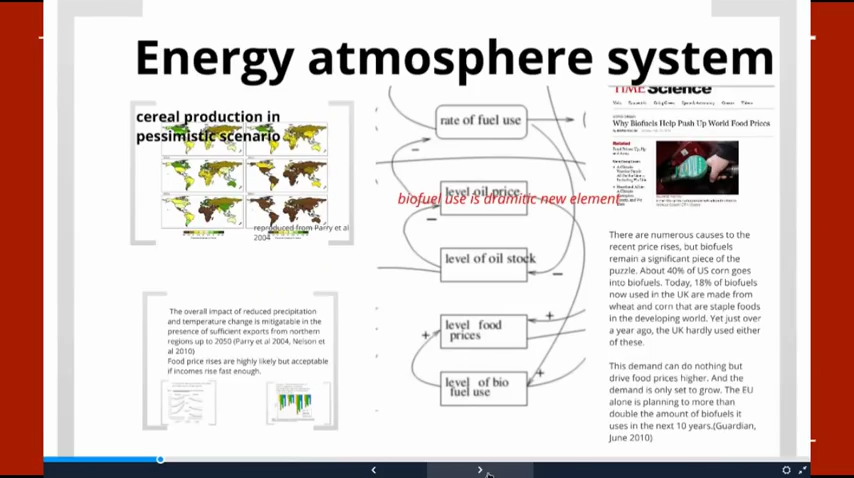 Energy atmosphere system
cereal production in
pessimistic scenario
reproduced from Parry et al
2004
The overall impact of reduced precipitation
and temperature change is mitigatable in the
presence of sufficient exports from northern
regions up to 2050 (Parry et al 2004, Nelson et
al 2010)
Food price rises are highly likely but acceptable
if incomes rise fast enough.
rate of fuel use
level oil price
biofuel use is dramatic new element
level of oil stock
level food
prices
level of bio
fuel use
TIME Science
Why Biofuels Help Push Up World Food Prices
Related
There are numerous causes to the
recent price rises, but biofuels
remain a significant piece of the
puzzle. About 40% of US corn goes
into biofuels. Today, 18% of biofuels
now used in the UK are made from
wheat and corn that are staple foods
in the developing world. Yet just over
a year ago, the UK hardly used either
of these.
This demand can do nothing but
drive food prices higher. And the
demand is only set to grow. The EU
alone is planning to more than
double the amount of biofuels it
uses in the next 10 years.(Guardian,
June 2010)